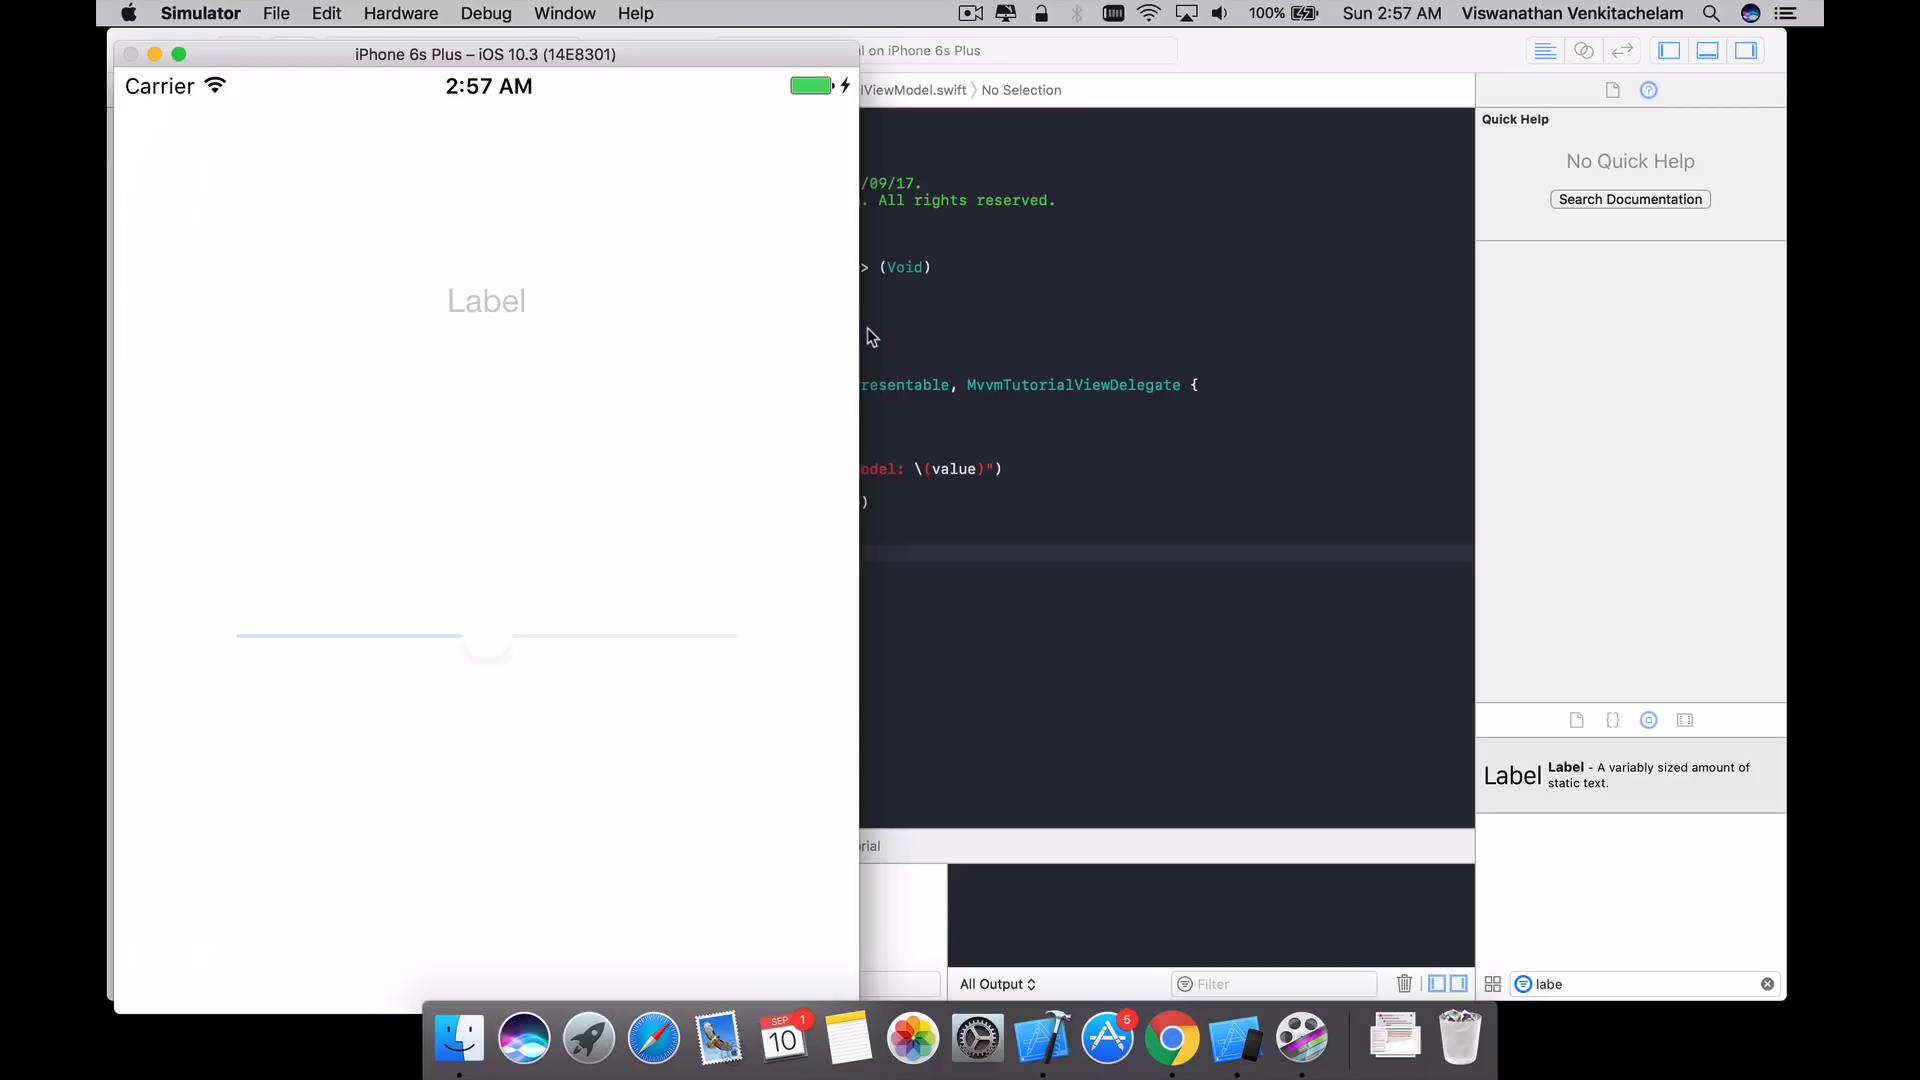 Simulator File Edit Hardware Debug Window Help 100% Sun 2:57 AM Viswanathan Venkitachelam
iPhone 6s Plus – iOS 10.3 (14E8301)
l on iPhone 6s Plus
Carrier 2:57 AM
lViewModel.swift 〉 No Selection
Quick Help
No Quick Help
Search Documentation
/09/17.
. All rights reserved.
> (Void)
Label
resentable, MvvmTutorialViewDelegate {
odel: \(value)")
)
Label Label - A variably sized amount of
static text.
orial
All Output Filter labe
SEP 1
10
5